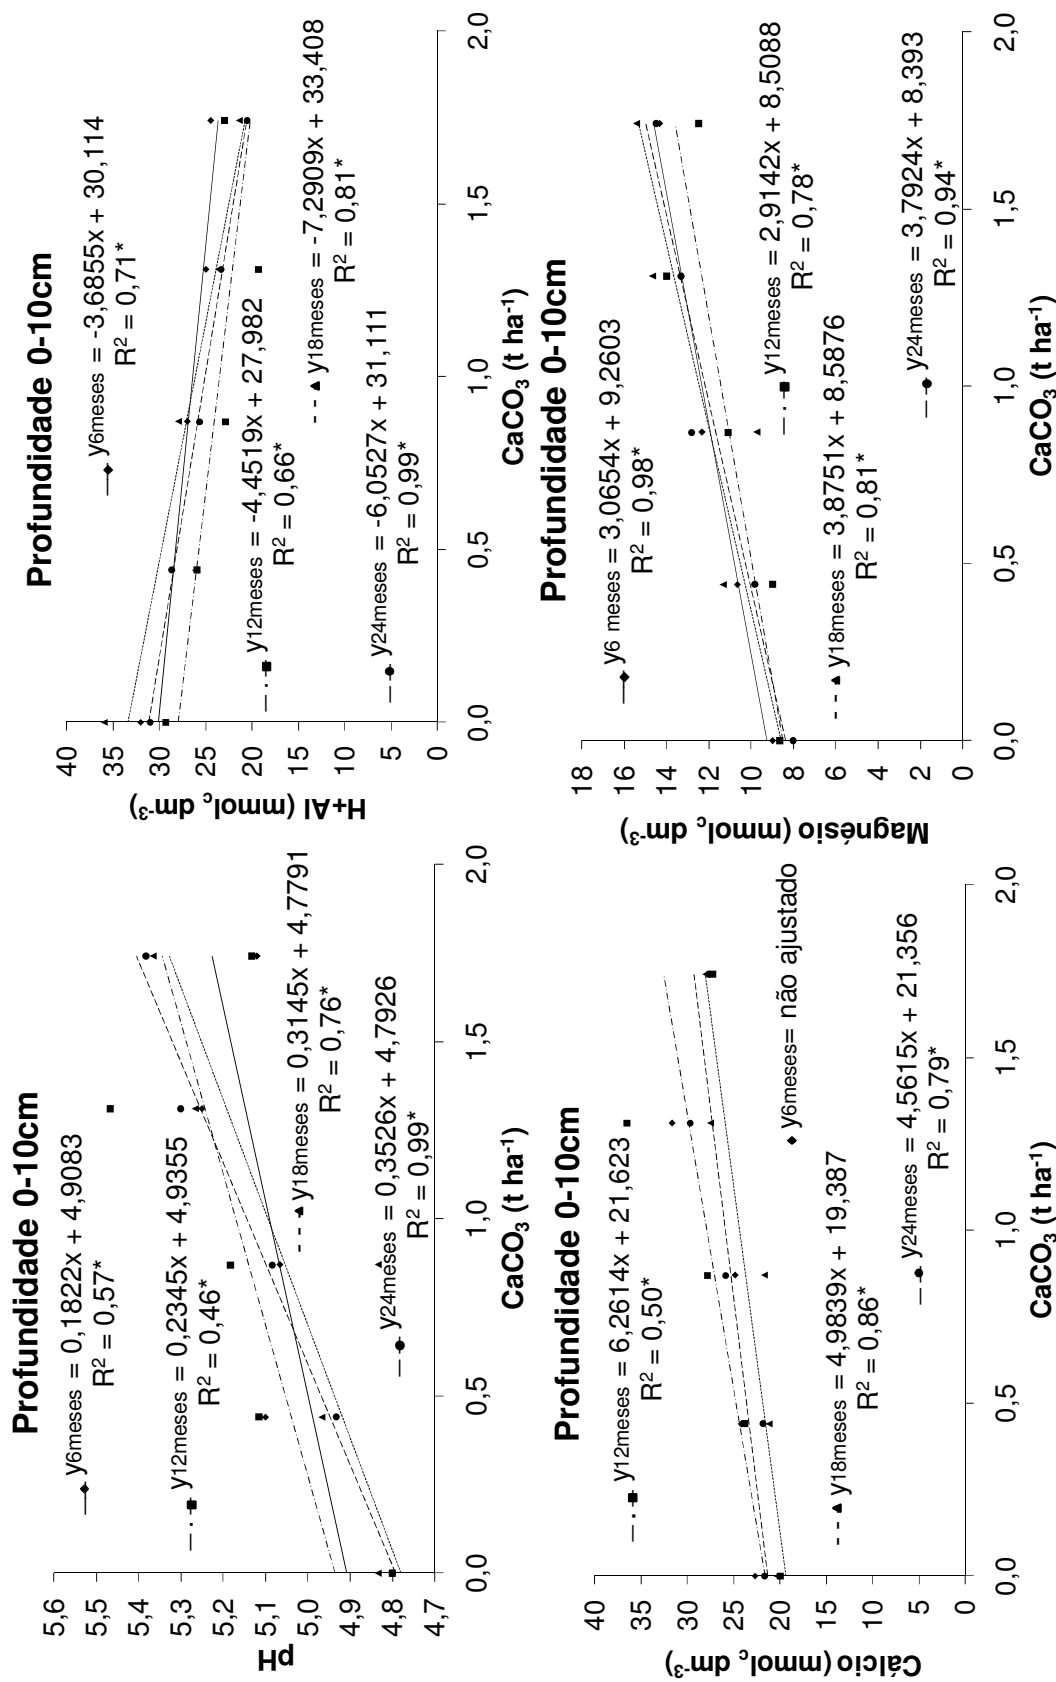 Profundidade 0-10cm
y6meses = 0,1822x + 4,9083
R² = 0,57*
y12meses = 0,2345x + 4,9355
R² = 0,46*
y18meses = 0,3145x + 4,7791
R² = 0,76*
y24meses = 0,3526x + 4,7926
R² = 0,99*
5,6
5,5
5,4
5,3
5,2
5,1
5,0
4,9
4,8
4,7
pH
0,0 0,5 1,0 1,5 2,0
CaCO₃ (t ha⁻¹)
Profundidade 0-10cm
y6meses = -3,6855x + 30,114
R² = 0,71*
y12meses = -4,4519x + 27,982
R² = 0,66*
y18meses = -7,2909x + 33,408
R² = 0,81*
y24meses = -6,0527x + 31,111
R² = 0,99*
40
35
30
25
20
15
10
5
0
H+Al (mmol꜀ dm⁻³)
0,0 0,5 1,0 1,5 2,0
CaCO₃ (t ha⁻¹)
Profundidade 0-10cm
y12meses = 6,2614x + 21,623
R² = 0,50*
y6meses= não ajustado
y18meses = 4,9839x + 19,387
R² = 0,86*
y24meses = 4,5615x + 21,356
R² = 0,79*
40
35
30
25
20
15
10
5
0
Cálcio (mmol꜀ dm⁻³)
0,0 0,5 1,0 1,5 2,0
CaCO₃ (t ha⁻¹)
Profundidade 0-10cm
y6 meses = 3,0654x + 9,2603
R² = 0,98*
y12meses = 2,9142x + 8,5088
R² = 0,78*
y18meses = 3,8751x + 8,5876
R² = 0,81*
y24meses = 3,7924x + 8,393
R² = 0,94*
18
16
14
12
10
8
6
4
2
0
Magnésio (mmol꜀ dm⁻³)
0,0 0,5 1,0 1,5 2,0
CaCO₃ (t ha⁻¹)